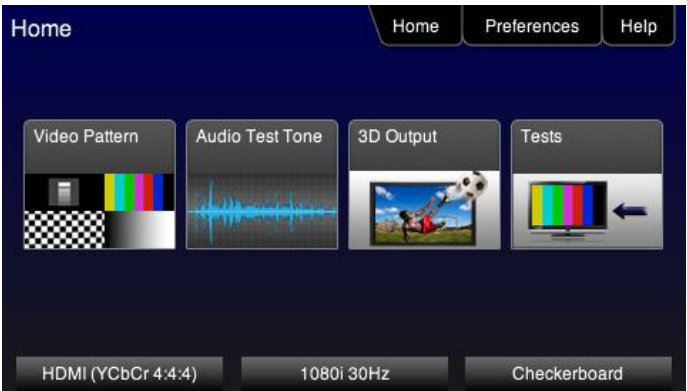 Home
Home
Preferences
Help
Video Pattern
Audio Test Tone
3D Output
Tests
HDMI (YCbCr 4:4:4)
1080i 30Hz
Checkerboard